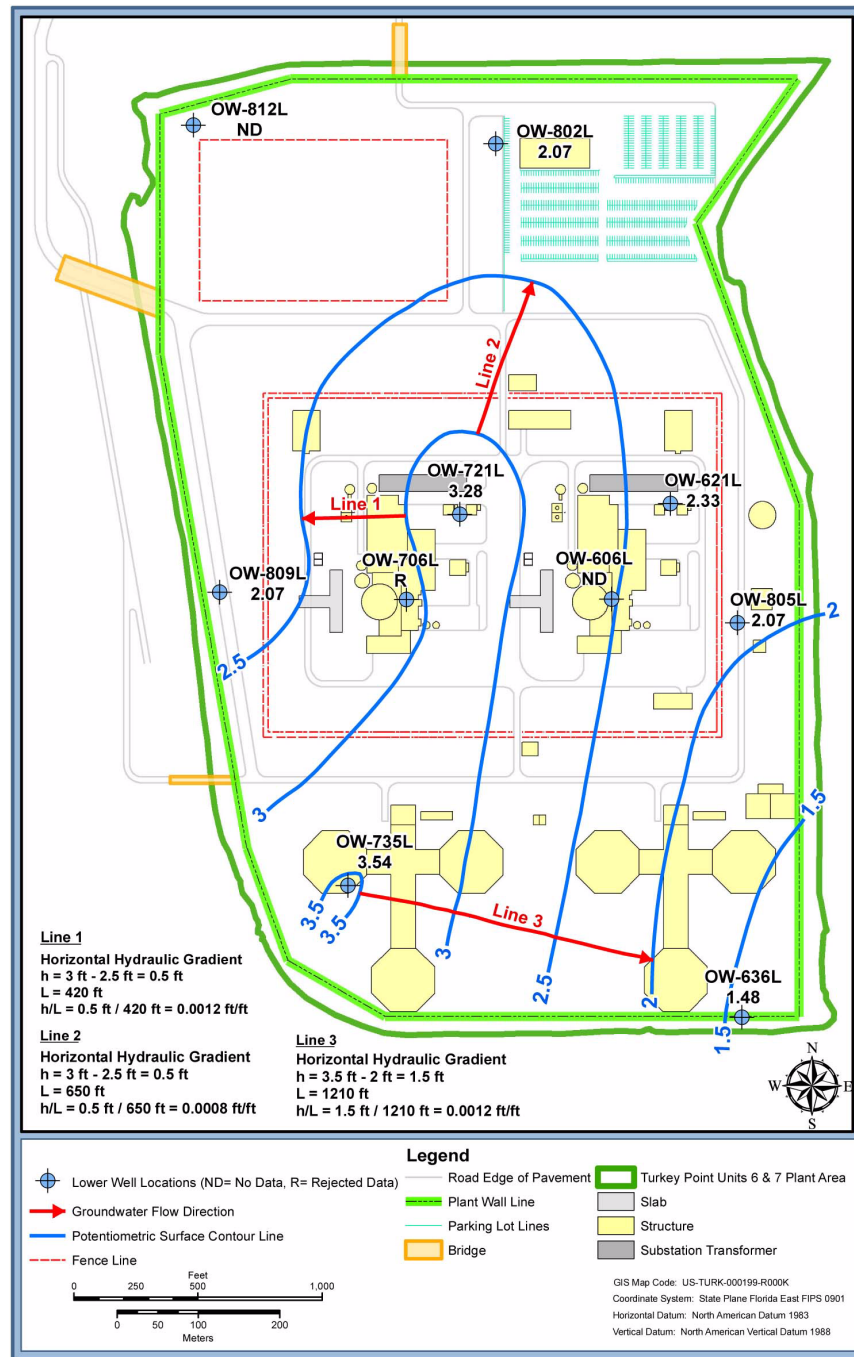 OW-812L
ND
OW-802L
2.07
Line 2
OW-721L
3.28
OW-621L
2.33
Line 1
OW-706L
R
OW-606L
ND
OW-809L
2.07
OW-805L
2.07
2
2.5
3
1.5
OW-735L
3.54
3.5
3.5
Line 3
3
2.5
2
OW-636L
1.48
1.5
Line 1
Horizontal Hydraulic Gradient
h = 3 ft - 2.5 ft = 0.5 ft
L = 420 ft
h/L = 0.5 ft / 420 ft = 0.0012 ft/ft
Line 2
Horizontal Hydraulic Gradient
h = 3 ft - 2.5 ft = 0.5 ft
L = 650 ft
h/L = 0.5 ft / 650 ft = 0.0008 ft/ft
Line 3
Horizontal Hydraulic Gradient
h = 3.5 ft - 2 ft = 1.5 ft
L = 1210 ft
h/L = 1.5 ft / 1210 ft = 0.0012 ft/ft
N
W E
S
Legend
Lower Well Locations (ND= No Data, R= Rejected Data)
Groundwater Flow Direction
Potentiometric Surface Contour Line
Fence Line
Road Edge of Pavement
Plant Wall Line
Parking Lot Lines
Bridge
Turkey Point Units 6 & 7 Plant Area
Slab
Structure
Substation Transformer
Feet
0 250 500 1,000
0 50 100 200
Meters
GIS Map Code: US-TURK-000199-R000K
Coordinate System: State Plane Florida East FIPS 0901
Horizontal Datum: North American Datum 1983
Vertical Datum: North American Vertical Datum 1988